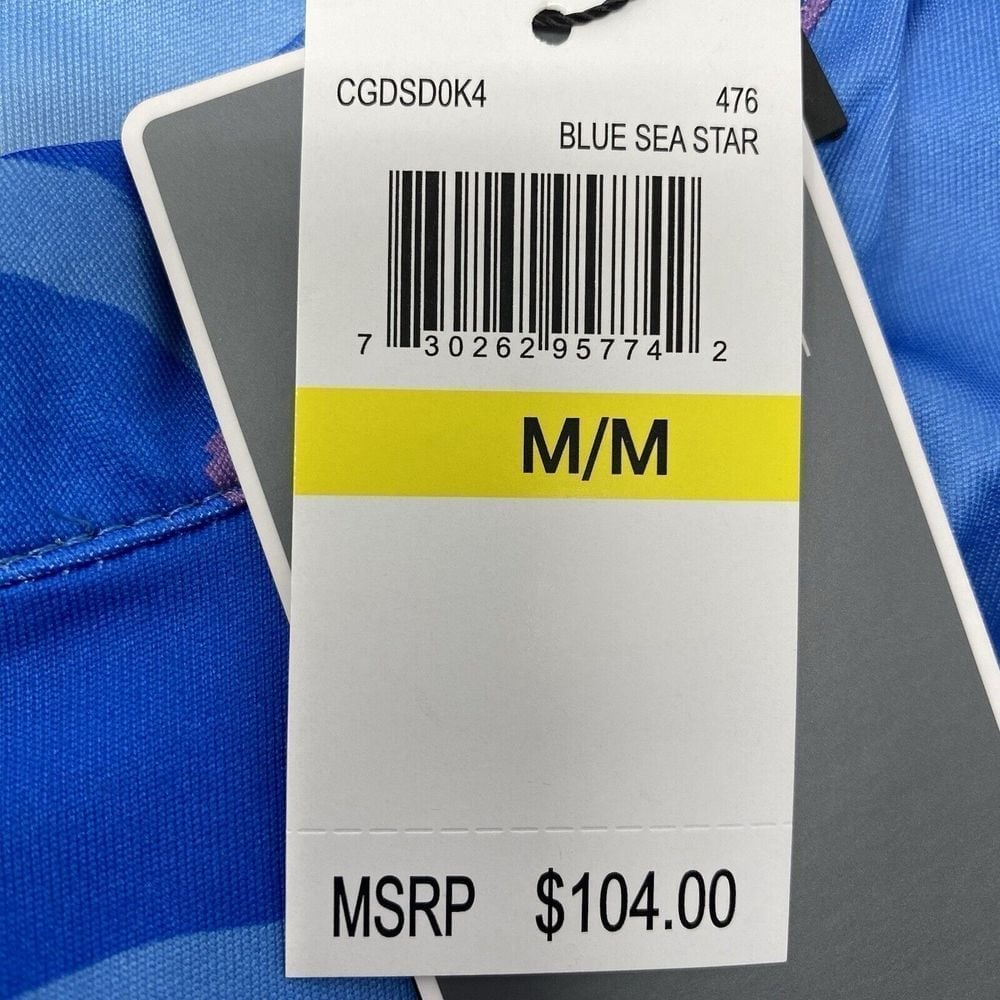 CGDSD0K4 476
BLUE SEA STAR
7 30262 95774 2
M/M
MSRP $104.00